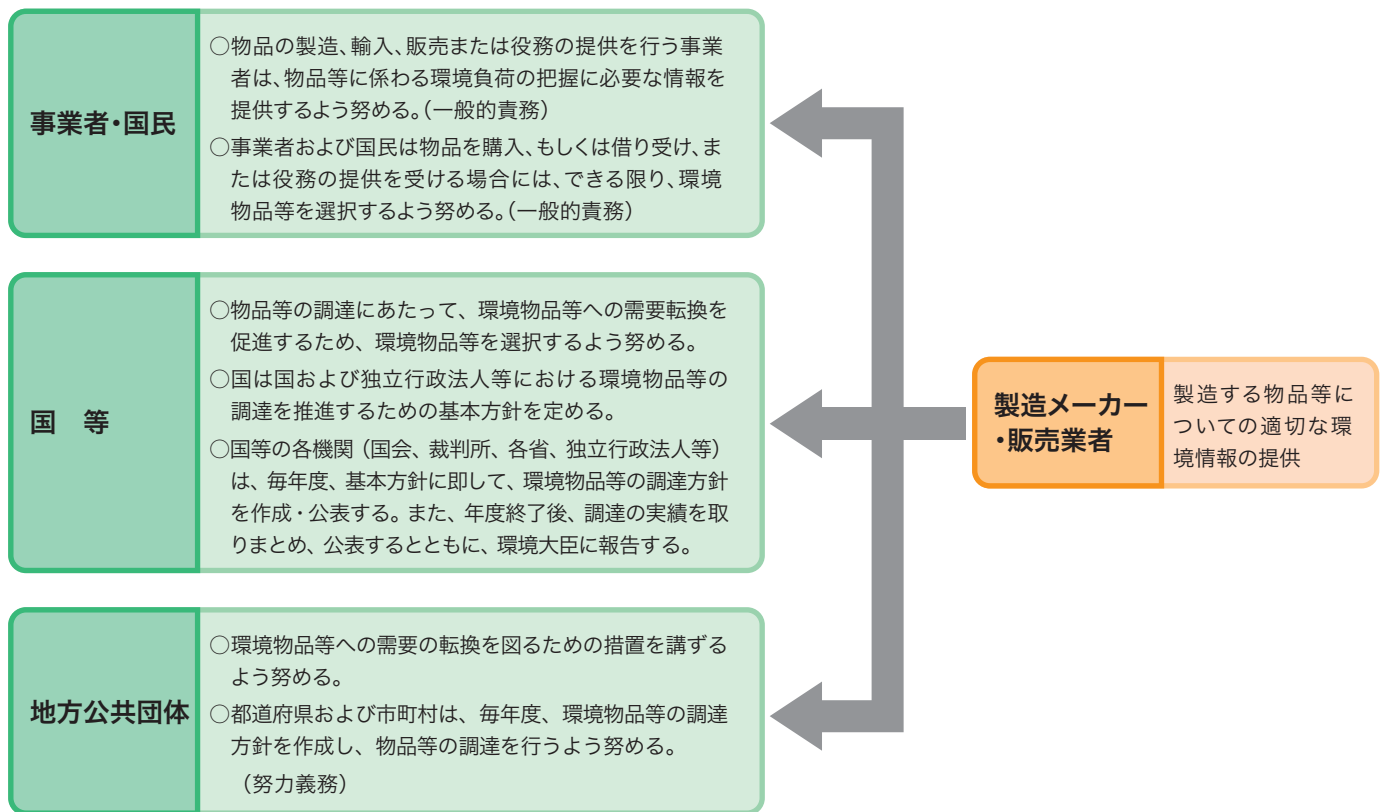 事業者・国民
○物品の製造、輸入、販売または役務の提供を行う事業
者は、物品等に係わる環境負荷の把握に必要な情報を
提供するよう努める。（一般的責務）
○事業者および国民は物品を購入、もしくは借り受け、ま
たは役務の提供を受ける場合には、できる限り、環境
物品等を選択するよう努める。（一般的責務）
国　等
○物品等の調達にあたって、環境物品等への需要転換を
促進するため、環境物品等を選択するよう努める。
○国は国および独立行政法人等における環境物品等の
調達を推進するための基本方針を定める。
○国等の各機関（国会、裁判所、各省、独立行政法人等）
は、毎年度、基本方針に即して、環境物品等の調達方針
を作成・公表する。また、年度終了後、調達の実績を取
りまとめ、公表するとともに、環境大臣に報告する。
地方公共団体
○環境物品等への需要の転換を図るための措置を講ずる
よう努める。
○都道府県および市町村は、毎年度、環境物品等の調達
方針を作成し、物品等の調達を行うよう努める。
（努力義務）
製造メーカー
・販売業者
製造する物品等に
ついての適切な環
境情報の提供